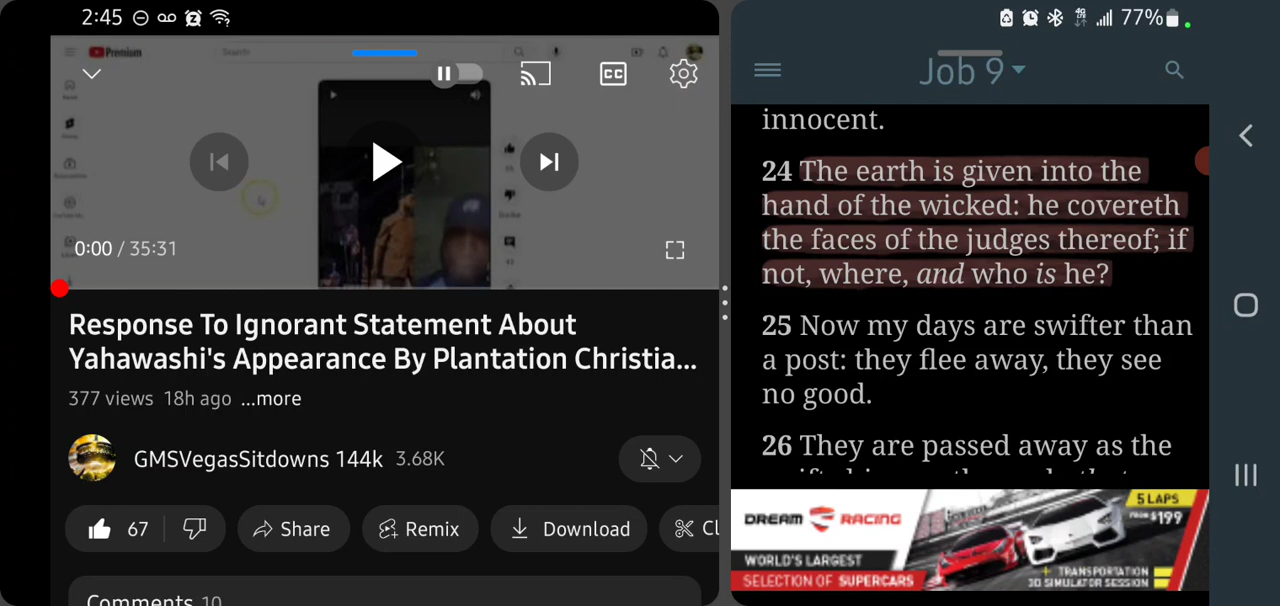 2:45
Premium
Search
0:00 / 35:31
Response To Ignorant Statement About
Yahawashi's Appearance By Plantation Christia...
377 views 18h ago ...more
GMSVegasSitdowns 144k 3.68K
67 Share Remix Download Cl
Comments 10
77%
Job 9
innocent.
24 The earth is given into the
hand of the wicked: he covereth
the faces of the judges thereof; if
not, where, and who is he?
25 Now my days are swifter than
a post: they flee away, they see
no good.
26 They are passed away as the
DREAM RACING
WORLD'S LARGEST
SELECTION OF SUPERCARS
5 LAPS
FROM $199
+ TRANSPORTATION
3D SIMULATOR SESSION